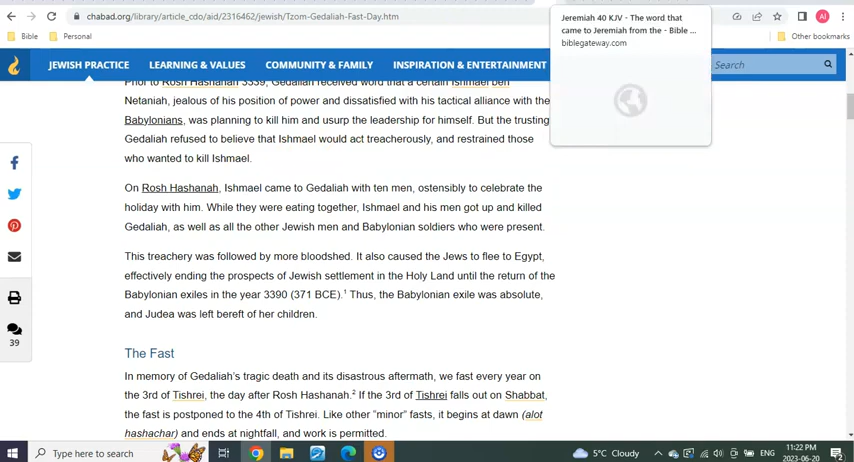 chabad.org/library/article_cdo/aid/2316462/jewish/Tzom-Gedaliah-Fast-Day.htm
Bible
Personal
Other bookmarks
Jeremiah 40 KJV - The word that
came to Jeremiah from the - Bible ...
biblegateway.com
JEWISH PRACTICE
LEARNING & VALUES
COMMUNITY & FAMILY
INSPIRATION & ENTERTAINMENT
Search
Prior to Rosh Hashanah 3339, Gedaliah received word that a certain Ishmael ben
Netaniah, jealous of his position of power and dissatisfied with his tactical alliance with the
Babylonians, was planning to kill him and usurp the leadership for himself. But the trusting
Gedaliah refused to believe that Ishmael would act treacherously, and restrained those
who wanted to kill Ishmael.
On Rosh Hashanah, Ishmael came to Gedaliah with ten men, ostensibly to celebrate the
holiday with him. While they were eating together, Ishmael and his men got up and killed
Gedaliah, as well as all the other Jewish men and Babylonian soldiers who were present.
This treachery was followed by more bloodshed. It also caused the Jews to flee to Egypt,
effectively ending the prospects of Jewish settlement in the Holy Land until the return of the
Babylonian exiles in the year 3390 (371 BCE).1 Thus, the Babylonian exile was absolute,
and Judea was left bereft of her children.
39
The Fast
In memory of Gedaliah's tragic death and its disastrous aftermath, we fast every year on
the 3rd of Tishrei, the day after Rosh Hashanah.2 If the 3rd of Tishrei falls out on Shabbat,
the fast is postponed to the 4th of Tishrei. Like other "minor" fasts, it begins at dawn (alot
hashachar) and ends at nightfall, and work is permitted.
Type here to search
5°C Cloudy
ENG
11:22 PM
2023-06-20
2